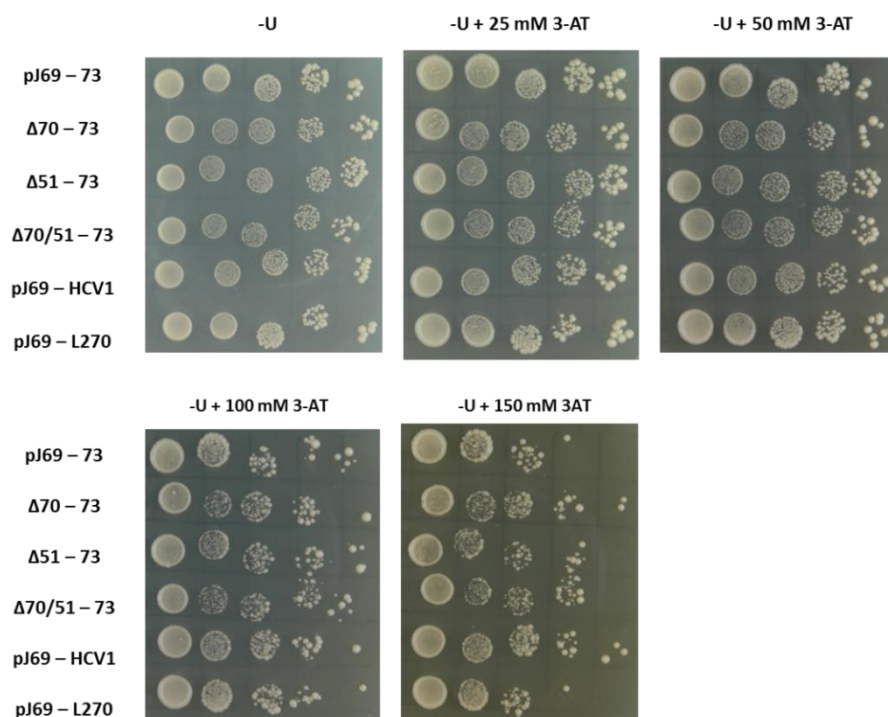 -U
-U + 25 mM 3-AT
-U + 50 mM 3-AT
pJ69 – 73
Δ70 – 73
Δ51 – 73
Δ70/51 – 73
pJ69 – HCV1
pJ69 – L270
-U + 100 mM 3-AT
-U + 150 mM 3AT
pJ69 – 73
Δ70 – 73
Δ51 – 73
Δ70/51 – 73
pJ69 – HCV1
pJ69 – L270